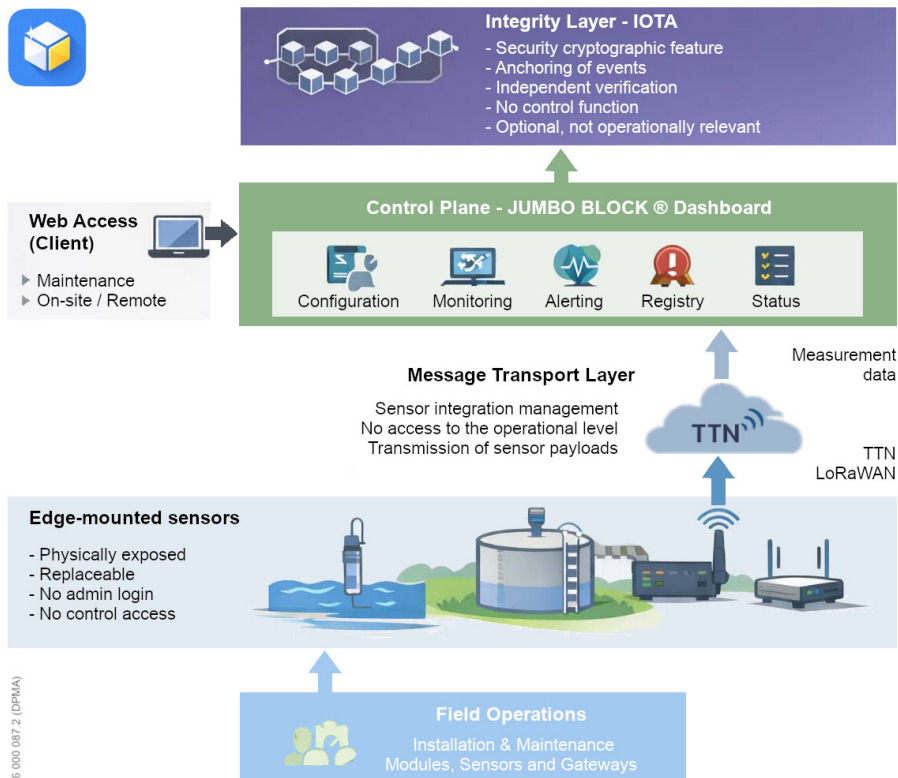 Integrity Layer - IOTA
- Security cryptographic feature
- Anchoring of events
- Independent verification
- No control function
- Optional, not operationally relevant
Web Access
(Client)
Maintenance
On-site / Remote
Control Plane - JUMBO BLOCK ® Dashboard
Configuration
Monitoring
Alerting
Registry
Status
Measurement
data
Message Transport Layer
Sensor integration management
No access to the operational level
Transmission of sensor payloads
TTN
TTN
LoRaWAN
Edge-mounted sensors
- Physically exposed
- Replaceable
- No admin login
- No control access
Field Operations
Installation & Maintenance
Modules, Sensors and Gateways
6 000 087.2 (DPMA)